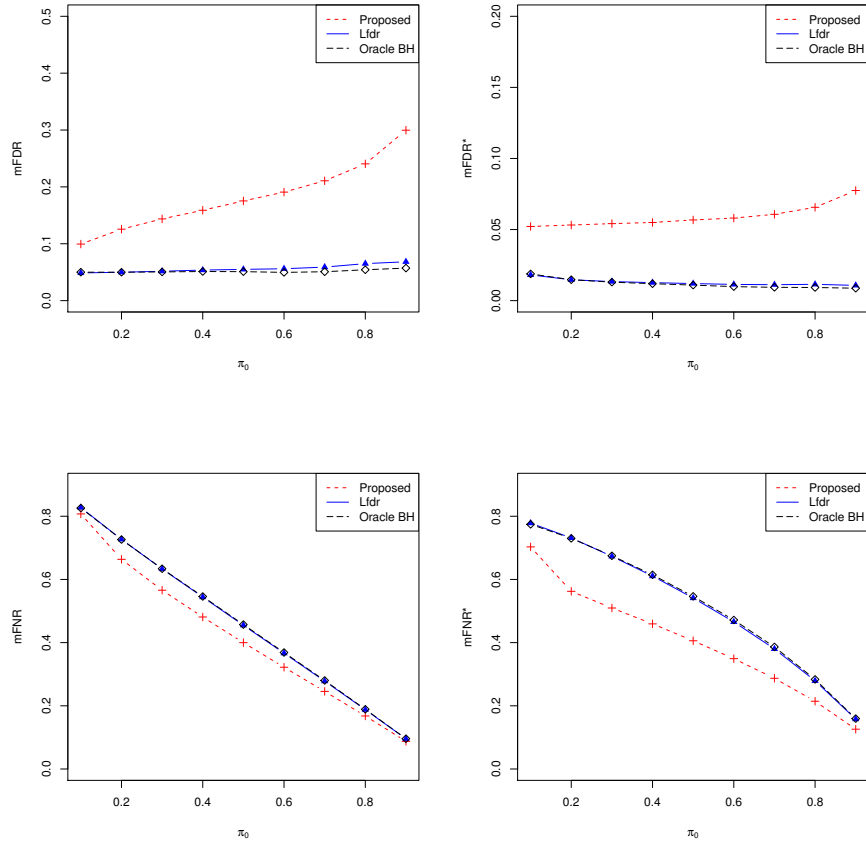 mFDR
0.0 0.1 0.2 0.3 0.4 0.5
Proposed
Lfdr
Oracle BH
0.2 0.4 0.6 0.8
π₀
mFDR*
0.00 0.05 0.10 0.15 0.20
Proposed
Lfdr
Oracle BH
0.2 0.4 0.6 0.8
π₀
mFNR
0.0 0.2 0.4 0.6 0.8
Proposed
Lfdr
Oracle BH
0.2 0.4 0.6 0.8
π₀
mFNR*
0.0 0.2 0.4 0.6 0.8
Proposed
Lfdr
Oracle BH
0.2 0.4 0.6 0.8
π₀